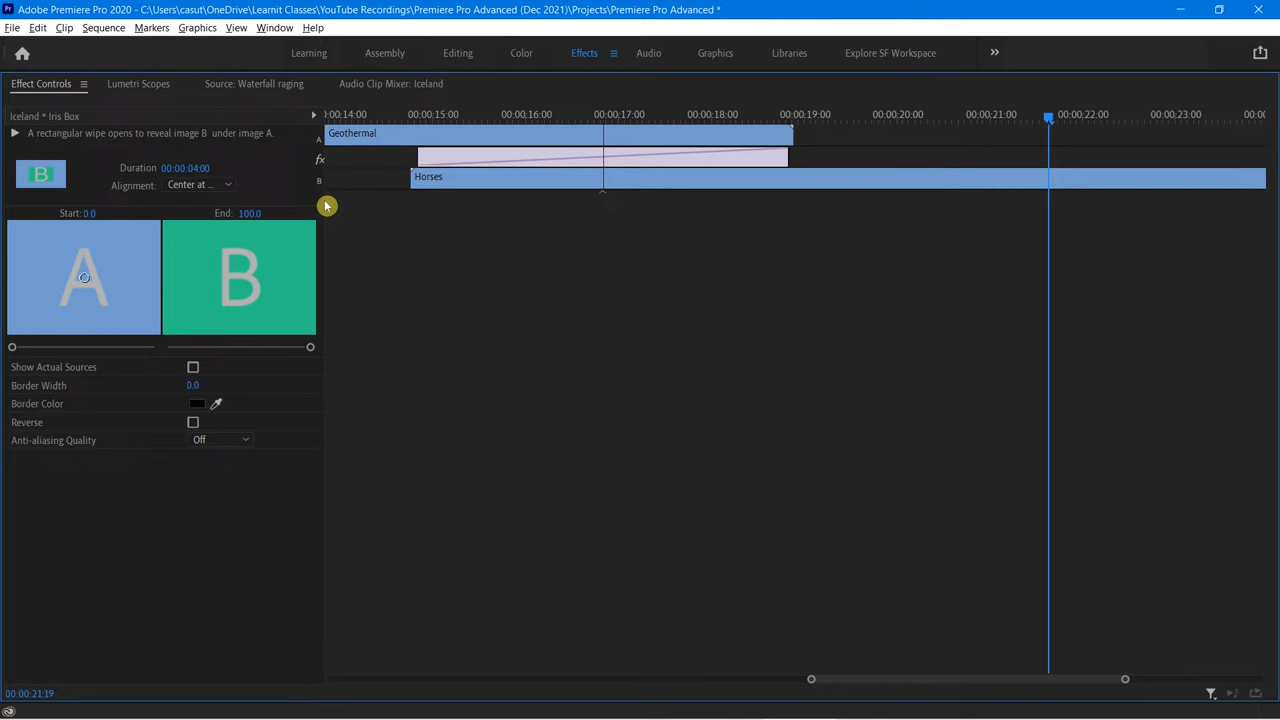 Pr Adobe Premiere Pro 2020 - C:\Users\casut\OneDrive\Learnit Classes\YouTube Recordings\Premiere Pro Advanced (Dec 2021)\Projects\Premiere Pro Advanced *
File Edit Clip Sequence Markers Graphics View Window Help
Learning Assembly Editing Color Effects Audio Graphics Libraries Explore SF Workspace
Effect Controls Lumetri Scopes Source: Waterfall raging Audio Clip Mixer: Iceland
Iceland * Iris Box
:00:00:14:00 00:00:15:00 00:00:16:00 00:00:17:00 00:00:18:00 00:00:19:00 00:00:20:00 00:00:21:00 00:00:22:00 00:00:23:00 00:00
A rectangular wipe opens to reveal image B under image A.
A Geothermal
fx
B Horses
B
Duration 00:00:04:00
Alignment: Center at ...
Start: 0.0 End: 100.0
A B
Show Actual Sources
Border Width 0.0
Border Color
Reverse
Anti-aliasing Quality Off
00:00:21:19